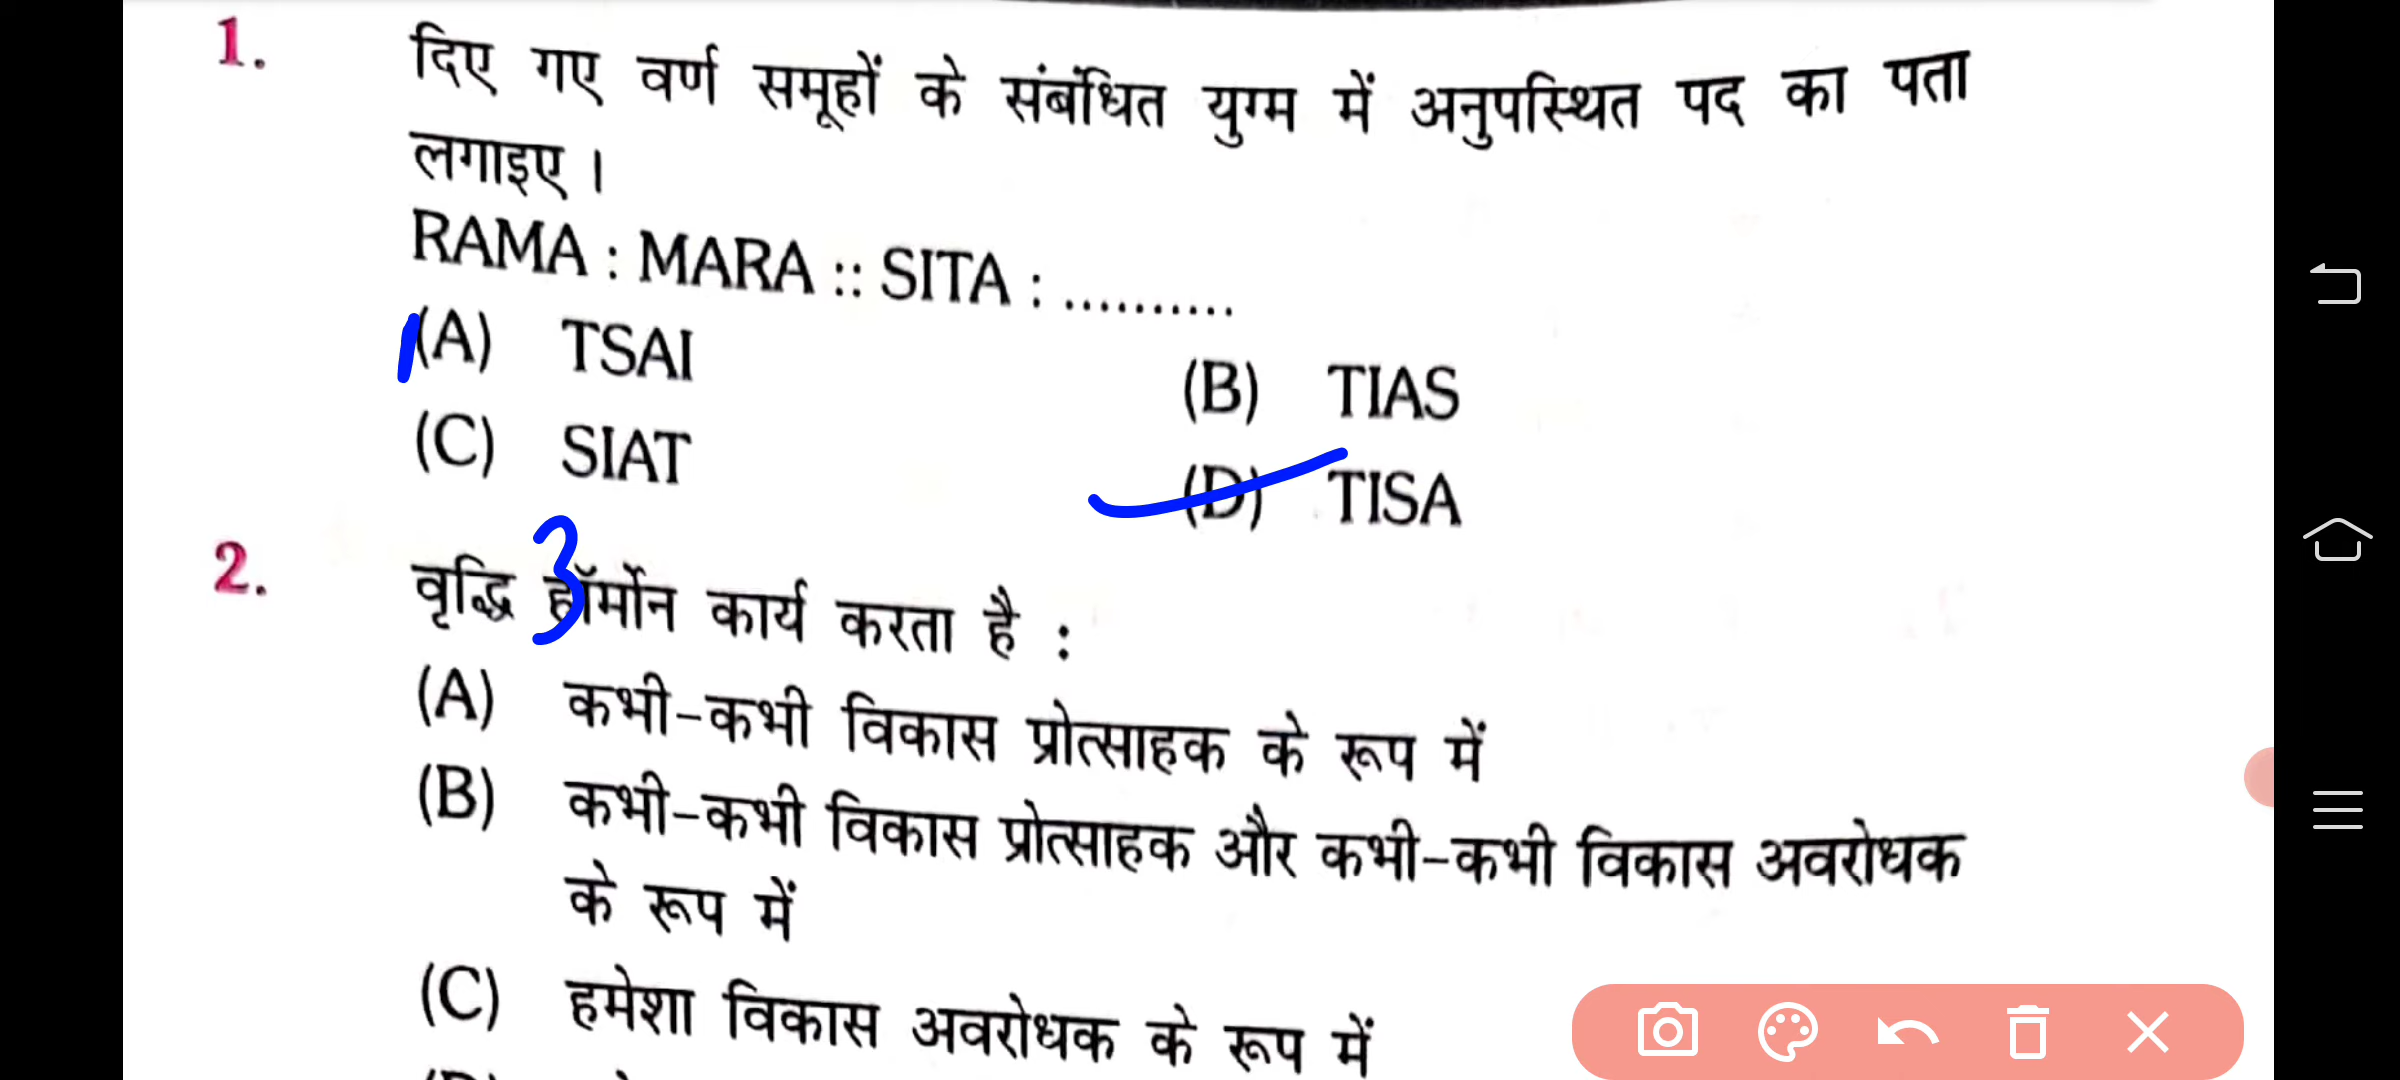 1. दिए गए वर्ण समूहों के संबंधित युग्म में अनुपस्थित पद का पता
लगाइए ।
RAMA : MARA :: SITA : ..........
(A) TSAI
(B) TIAS
(C) SIAT
(D) TISA
3
2. वृद्धि हॉर्मोन कार्य करता है :
(A) कभी-कभी विकास प्रोत्साहक के रूप में
(B) कभी-कभी विकास प्रोत्साहक और कभी-कभी विकास अवरोधक
के रूप में
(C) हमेशा विकास अवरोधक के रूप में